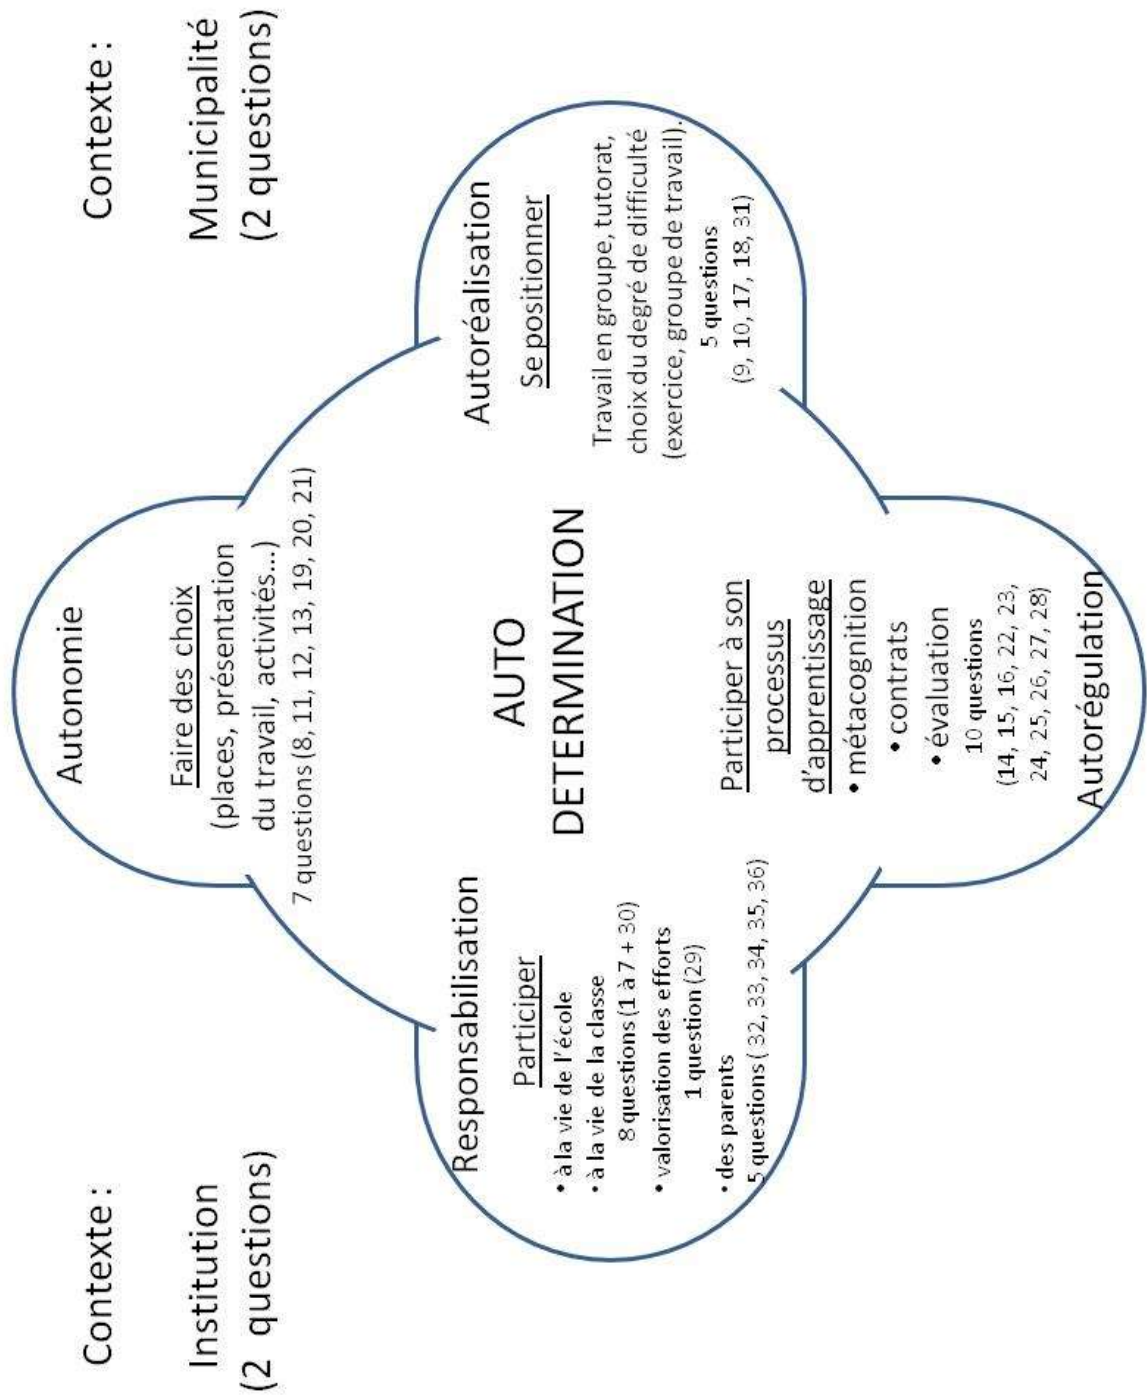 Contexte :
Institution
(2 questions)
Contexte :
Municipalité
(2 questions)
Autonomie
Faire des choix
(places, présentation
du travail, activités...)
7 questions (8, 11, 12, 13, 19, 20, 21)
Responsabilisation
Participer
• à la vie de l'école
• à la vie de la classe
8 questions (1 à 7 + 30)
• valorisation des efforts
1 question (29)
• des parents
5 questions ( 32, 33, 34, 35, 36)
AUTO
DETERMINATION
Autoréalisation
Se positionner
Travail en groupe, tutorat,
choix du degré de difficulté
(exercice, groupe de travail).
5 questions
(9, 10, 17, 18, 31)
Participer à son
processus
d'apprentissage
• métacognition
• contrats
• évaluation
10 questions
(14, 15, 16, 22, 23,
24, 25, 26, 27, 28)
Autorégulation